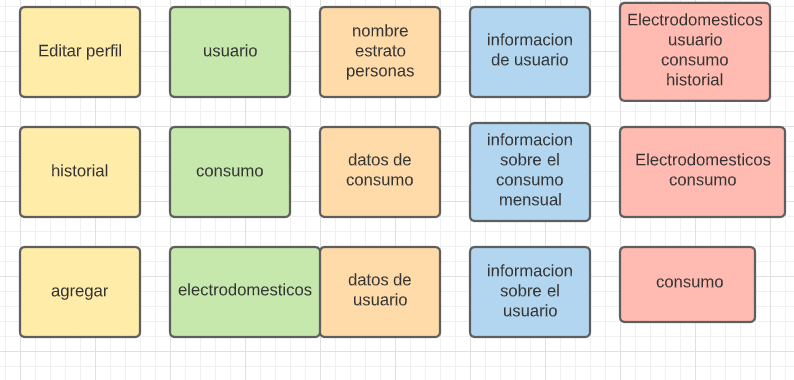 Editar perfil
usuario
nombre
estrato
personas
informacion
de usuario
Electrodomesticos
usuario
consumo
historial
historial
consumo
datos de
consumo
informacion
sobre el
consumo
mensual
Electrodomesticos
consumo
agregar
electrodomesticos
datos de
usuario
informacion
sobre el
usuario
consumo